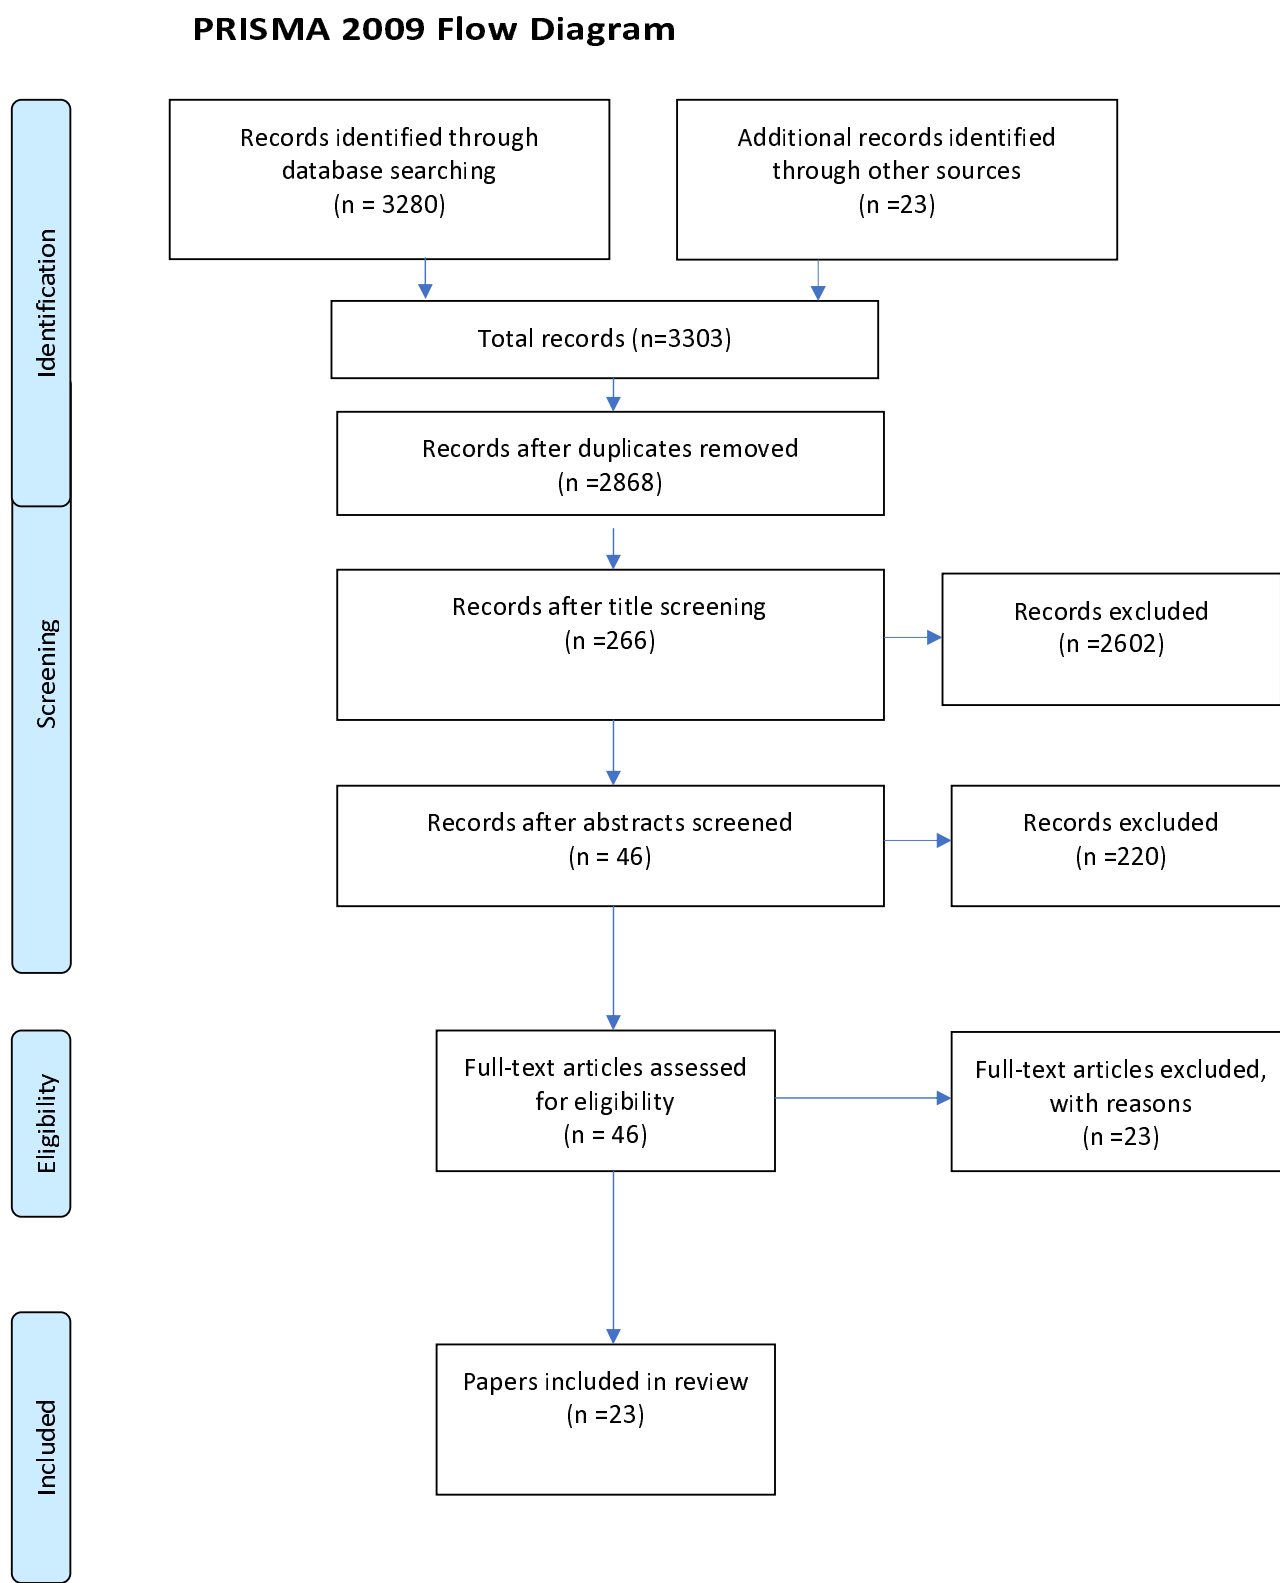 PRISMA 2009 Flow Diagram
Identification
Records identified through
database searching
(n = 3280)
Additional records identified
through other sources
(n =23)
Total records (n=3303)
Records after duplicates removed
(n =2868)
Screening
Records after title screening
(n =266)
Records excluded
(n =2602)
Records after abstracts screened
(n = 46)
Records excluded
(n =220)
Eligibility
Full-text articles assessed
for eligibility
(n = 46)
Full-text articles excluded,
with reasons
(n =23)
Included
Papers included in review
(n =23)